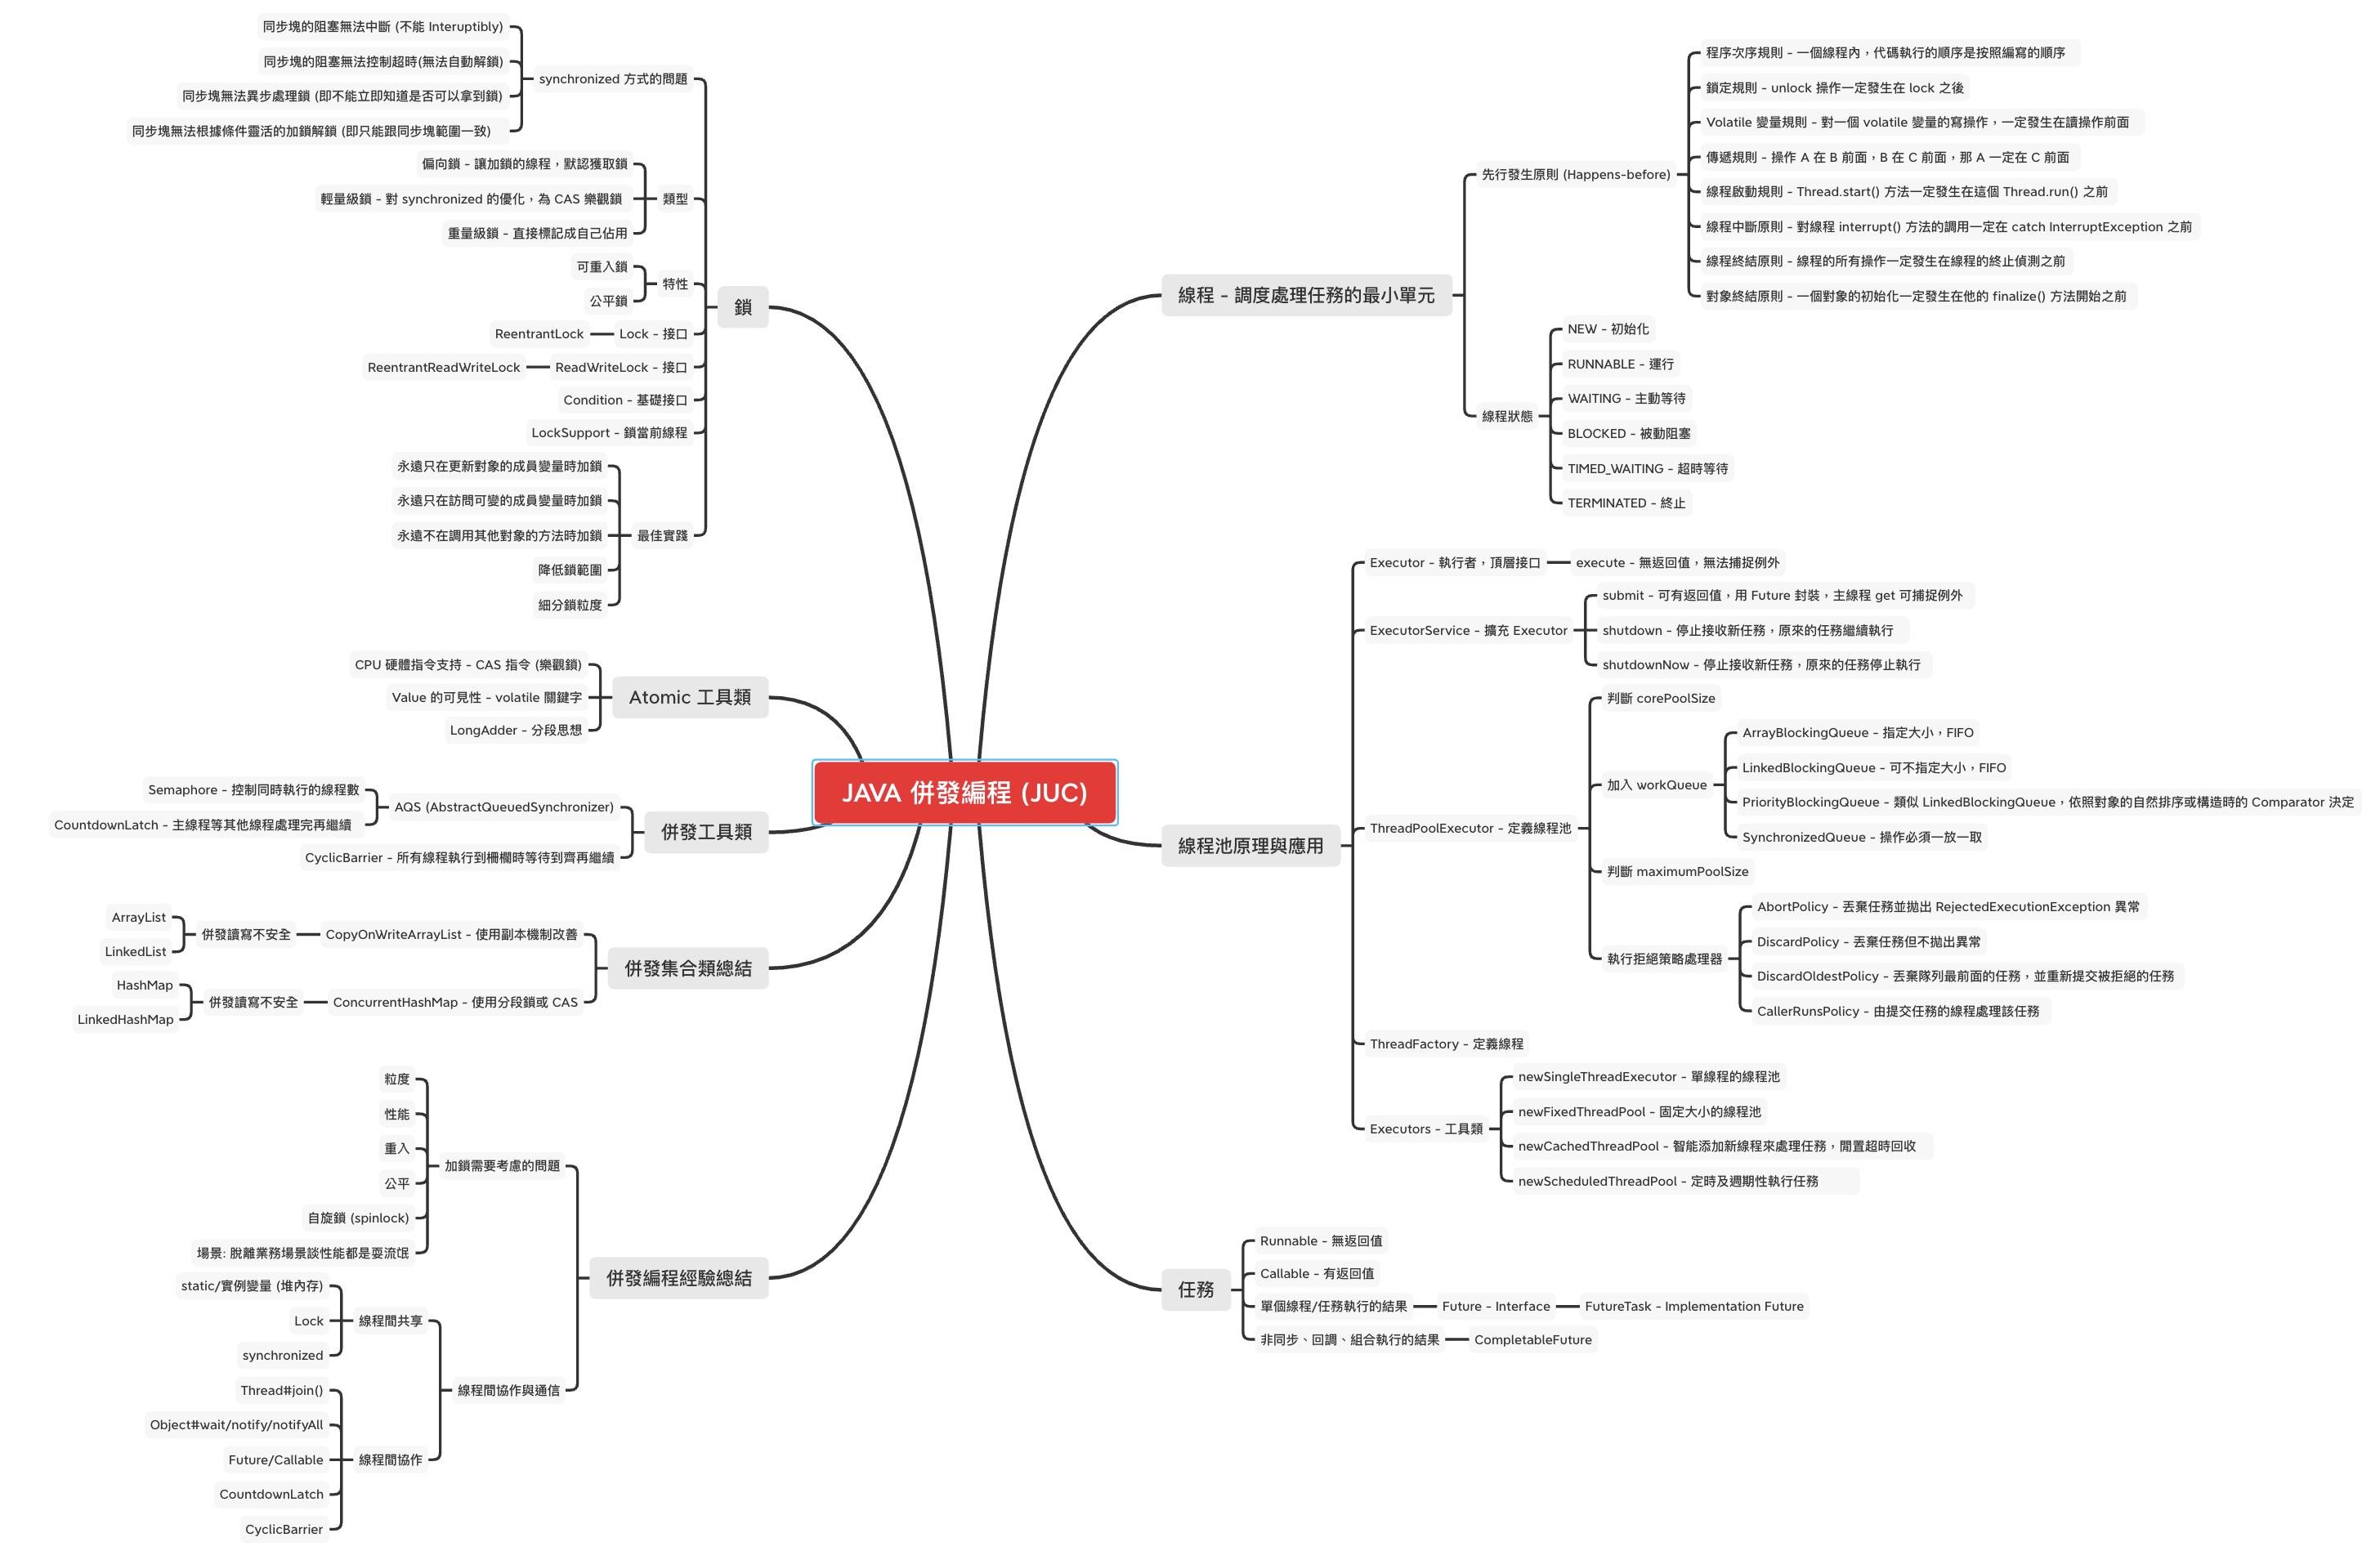 JAVA 併發編程 (JUC)
線程 - 調度處理任務的最小單元
先行發生原則 (Happens-before)
程序次序規則 - 一個線程內，代碼執行的順序是按照編寫的順序
鎖定規則 - unlock 操作一定發生在 lock 之後
Volatile 變量規則 - 對一個 volatile 變量的寫操作，一定發生在讀操作前面
傳遞規則 - 操作 A 在 B 前面，B 在 C 前面，那 A 一定在 C 前面
線程啟動規則 - Thread.start() 方法一定發生在這個 Thread.run() 之前
線程中斷原則 - 對線程 interrupt() 方法的調用一定在 catch InterruptException 之前
線程終結原則 - 線程的所有操作一定發生在線程的終止偵測之前
對象終結原則 - 一個對象的初始化一定發生在他的 finalize() 方法開始之前
線程狀態
NEW - 初始化
RUNNABLE - 運行
WAITING - 主動等待
BLOCKED - 被動阻塞
TIMED_WAITING - 超時等待
TERMINATED - 終止
線程池原理與應用
Executor - 執行者，頂層接口
execute - 無返回值，無法捕捉例外
ExecutorService - 擴充 Executor
submit - 可有返回值，用 Future 封裝，主線程 get 可捕捉例外
shutdown - 停止接收新任務，原來的任務繼續執行
shutdownNow - 停止接收新任務，原來的任務停止執行
ThreadPoolExecutor - 定義線程池
判斷 corePoolSize
加入 workQueue
ArrayBlockingQueue - 指定大小，FIFO
LinkedBlockingQueue - 可不指定大小，FIFO
PriorityBlockingQueue - 類似 LinkedBlockingQueue，依照對象的自然排序或構造時的 Comparator 決定
SynchronizedQueue - 操作必須一放一取
判斷 maximumPoolSize
執行拒絕策略處理器
AbortPolicy - 丟棄任務並拋出 RejectedExecutionException 異常
DiscardPolicy - 丟棄任務但不拋出異常
DiscardOldestPolicy - 丟棄隊列最前面的任務，並重新提交被拒絕的任務
CallerRunsPolicy - 由提交任務的線程處理該任務
ThreadFactory - 定義線程
Executors - 工具類
newSingleThreadExecutor - 單線程的線程池
newFixedThreadPool - 固定大小的線程池
newCachedThreadPool - 智能添加新線程來處理任務，閒置超時回收
newScheduledThreadPool - 定時及週期性執行任務
任務
Runnable - 無返回值
Callable - 有返回值
單個線程/任務執行的結果
Future - Interface
FutureTask - Implementation Future
非同步、回調、組合執行的結果
CompletableFuture
鎖
synchronized 方式的問題
同步塊的阻塞無法中斷 (不能 Interuptibly)
同步塊的阻塞無法控制超時(無法自動解鎖)
同步塊無法異步處理鎖 (即不能立即知道是否可以拿到鎖)
同步塊無法根據條件靈活的加鎖解鎖 (即只能跟同步塊範圍一致)
類型
偏向鎖 - 讓加鎖的線程，默認獲取鎖
輕量級鎖 - 對 synchronized 的優化，為 CAS 樂觀鎖
重量級鎖 - 直接標記成自己佔用
特性
可重入鎖
公平鎖
Lock - 接口
ReentrantLock
ReadWriteLock - 接口
ReentrantReadWriteLock
Condition - 基礎接口
LockSupport - 鎖當前線程
最佳實踐
永遠只在更新對象的成員變量時加鎖
永遠只在訪問可變的成員變量時加鎖
永遠不在調用其他對象的方法時加鎖
降低鎖範圍
細分鎖粒度
Atomic 工具類
CPU 硬體指令支持 - CAS 指令 (樂觀鎖)
Value 的可見性 - volatile 關鍵字
LongAdder - 分段思想
併發工具類
AQS (AbstractQueuedSynchronizer)
Semaphore - 控制同時執行的線程數
CountdownLatch - 主線程等其他線程處理完再繼續
CyclicBarrier - 所有線程執行到柵欄時等待到齊再繼續
併發集合類總結
CopyOnWriteArrayList - 使用副本機制改善
併發讀寫不安全
ArrayList
LinkedList
ConcurrentHashMap - 使用分段鎖或 CAS
併發讀寫不安全
HashMap
LinkedHashMap
併發編程經驗總結
加鎖需要考慮的問題
粒度
性能
重入
公平
自旋鎖 (spinlock)
場景: 脫離業務場景談性能都是耍流氓
線程間協作與通信
線程間共享
static/實例變量 (堆內存)
Lock
synchronized
線程間協作
Thread#join()
Object#wait/notify/notifyAll
Future/Callable
CountdownLatch
CyclicBarrier